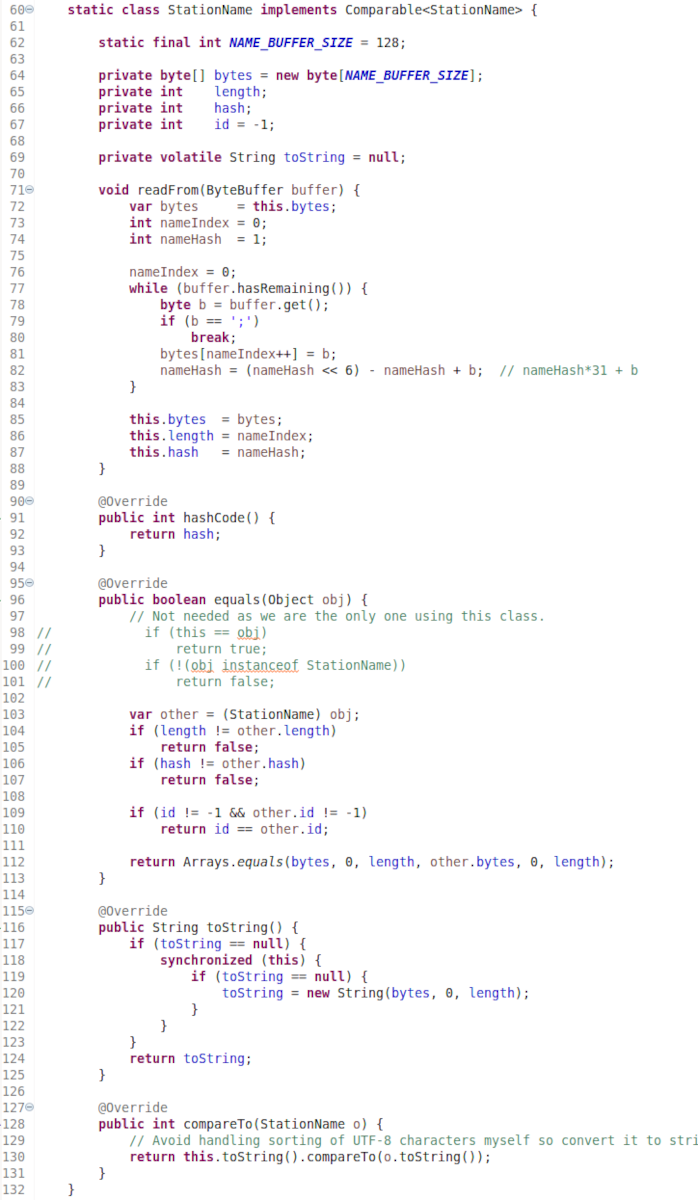 60 static class StationName implements Comparable<StationName> {
61
62 static final int NAME_BUFFER_SIZE = 128;
63
64 private byte[] bytes = new byte[NAME_BUFFER_SIZE];
65 private int    length;
66 private int    hash;
67 private int    id = -1;
68
69 private volatile String toString = null;
70
71 void readFrom(ByteBuffer buffer) {
72 var bytes     = this.bytes;
73 int nameIndex = 0;
74 int nameHash  = 1;
75
76 nameIndex = 0;
77 while (buffer.hasRemaining()) {
78 byte b = buffer.get();
79 if (b == ';')
80 break;
81 bytes[nameIndex++] = b;
82 nameHash = (nameHash << 6) - nameHash + b;  // nameHash*31 + b
83 }
84
85 this.bytes  = bytes;
86 this.length = nameIndex;
87 this.hash   = nameHash;
88 }
89
90 @Override
91 public int hashCode() {
92 return hash;
93 }
94
95 @Override
96 public boolean equals(Object obj) {
97 // Not needed as we are the only one using this class.
98 // if (this == obj)
99 // return true;
100 // if (!(obj instanceof StationName))
101 // return false;
102
103 var other = (StationName) obj;
104 if (length != other.length)
105 return false;
106 if (hash != other.hash)
107 return false;
108
109 if (id != -1 && other.id != -1)
110 return id == other.id;
111
112 return Arrays.equals(bytes, 0, length, other.bytes, 0, length);
113 }
114
115 @Override
116 public String toString() {
117 if (toString == null) {
118 synchronized (this) {
119 if (toString == null) {
120 toString = new String(bytes, 0, length);
121 }
122 }
123 }
124 return toString;
125 }
126
127 @Override
128 public int compareTo(StationName o) {
129 // Avoid handling sorting of UTF-8 characters myself so convert it to stri
130 return this.toString().compareTo(o.toString());
131 }
132 }